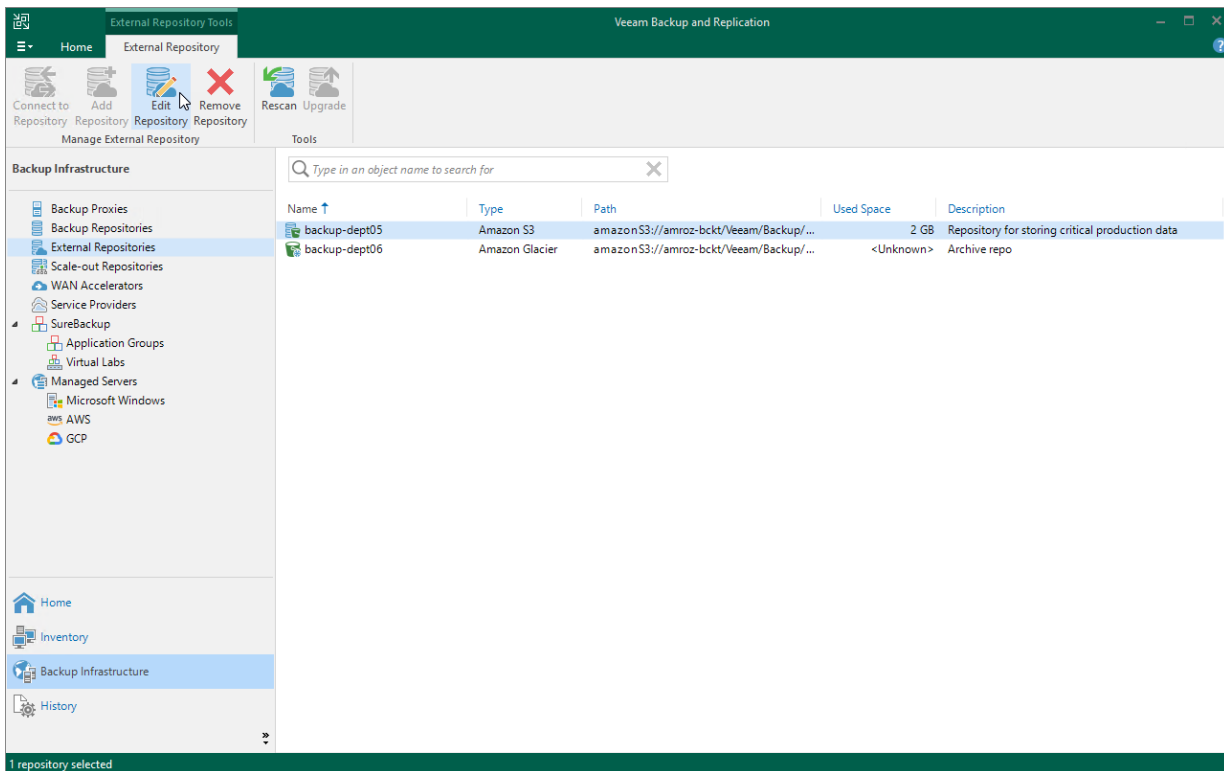 External Repository Tools
Veeam Backup and Replication
Home
External Repository
Connect to Repository
Add Repository
Edit Repository
Remove Repository
Rescan
Upgrade
Manage External Repository
Tools
Backup Infrastructure
Type in an object name to search for
Backup Proxies
Backup Repositories
External Repositories
Scale-out Repositories
WAN Accelerators
Service Providers
SureBackup
Application Groups
Virtual Labs
Managed Servers
Microsoft Windows
aws AWS
GCP
Name Type Path Used Space Description
backup-dept05 Amazon S3 amazonS3://amroz-bckt/Veeam/Backup/... 2 GB Repository for storing critical production data
backup-dept06 Amazon Glacier amazonS3://amroz-bckt/Veeam/Backup/... <Unknown> Archive repo
Home
Inventory
Backup Infrastructure
History
1 repository selected